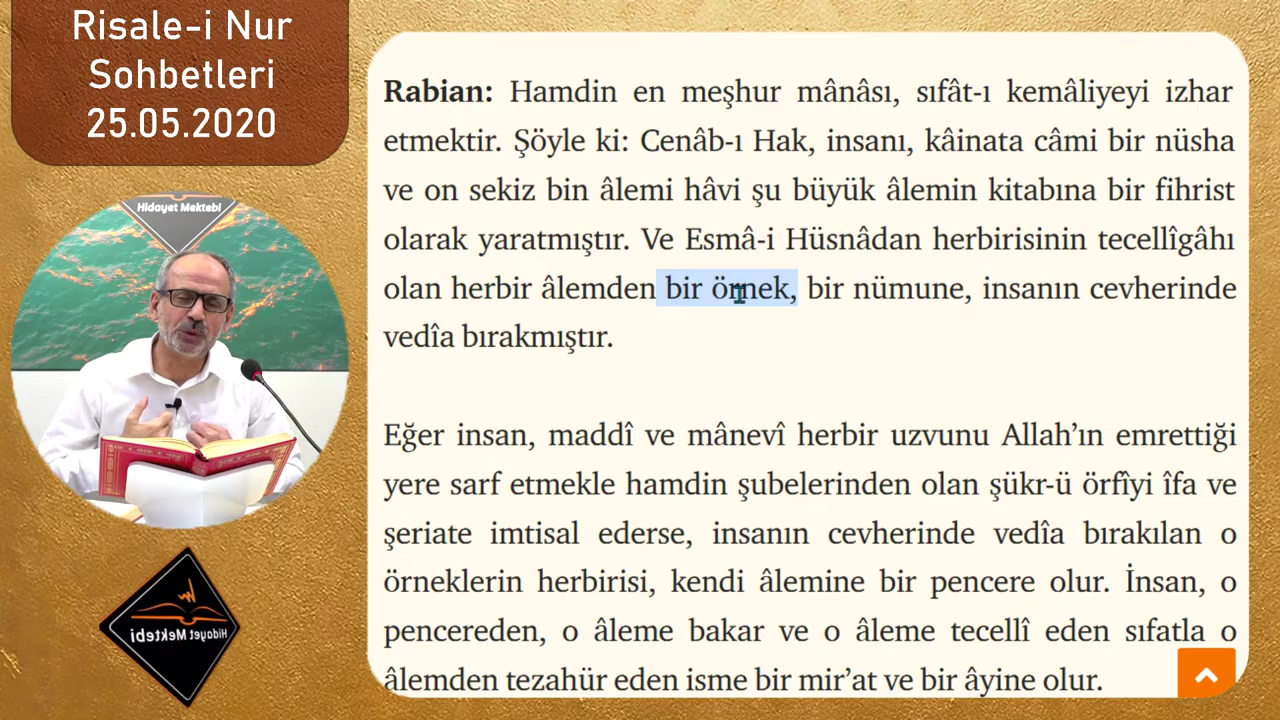 Risale-i Nur
Sohbetleri
25.05.2020
Hidayet Mektebi
Hidayet Mektebi
Rabian: Hamdin en meşhur mânâsı, sıfât-ı kemâliyeyi izhar
etmektir. Şöyle ki: Cenâb-ı Hak, insanı, kâinata câmi bir nüsha
ve on sekiz bin âlemi hâvi şu büyük âlemin kitabına bir fihrist
olarak yaratmıştır. Ve Esmâ-i Hüsnâdan herbirisinin tecellîgâhı
olan herbir âlemden bir örnek, bir nümune, insanın cevherinde
vedîa bırakmıştır.
Eğer insan, maddî ve mânevî herbir uzvunu Allah’ın emrettiği
yere sarf etmekle hamdin şubelerinden olan şükr-ü örfîyi îfa ve
şeriate imtisal ederse, insanın cevherinde vedîa bırakılan o
örneklerin herbirisi, kendi âlemine bir pencere olur. İnsan, o
pencereden, o âleme bakar ve o âleme tecellî eden sıfatla o
âlemden tezahür eden isme bir mir’at ve bir âyine olur.